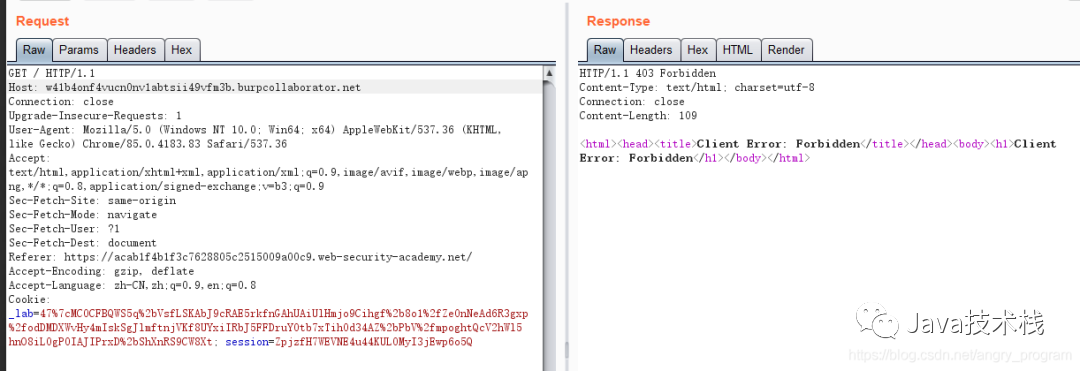 Request
Raw Params Headers Hex
GET / HTTP/1.1
Host: w41b4onf4vucn0nv1abtsii49vfm3b.burpcollaborator.net
Connection: close
Upgrade-Insecure-Requests: 1
User-Agent: Mozilla/5.0 (Windows NT 10.0; Win64; x64) AppleWebKit/537.36 (KHTML,
like Gecko) Chrome/85.0.4183.83 Safari/537.36
Accept:
text/html,application/xhtml+xml,application/xml;q=0.9,image/avif,image/webp,image/ap
ng,*/*;q=0.8,application/signed-exchange;v=b3;q=0.9
Sec-Fetch-Site: same-origin
Sec-Fetch-Mode: navigate
Sec-Fetch-User: ?1
Sec-Fetch-Dest: document
Referer: https://acab1f4b1f3c7628805c2515009a00c9.web-security-academy.net/
Accept-Encoding: gzip, deflate
Accept-Language: zh-CN,zh;q=0.9,en;q=0.8
Cookie:
_lab=47%7cMC0CFBQWS5q%2bVsfLSKAbJ9cRAE5rkfnGAhUAiUlHmjo9Cihgf%2b8o1%2fZe0nNeAd6R3gxp
%2fodDMDXWvHy4mIskSgJlmftnjVKf8UYxiIRbJ5FFDruY0tb7xTih0d34AZ%2bPbV%2fmpoghtQcV2hWl5
hnO8iL0gP0IAJIPrxD%2bShXnRS9CW8Xt; session=ZpjzfH7WEVNE4u44KUL0MyI3jEwp6o5Q
Response
Raw Headers Hex HTML Render
HTTP/1.1 403 Forbidden
Content-Type: text/html; charset=utf-8
Connection: close
Content-Length: 109
<html><head><title>Client Error: Forbidden</title></head><body><h1>Client
Error: Forbidden</h1></body></html>
Java技术栈
https://blog.csdn.net/angry_program